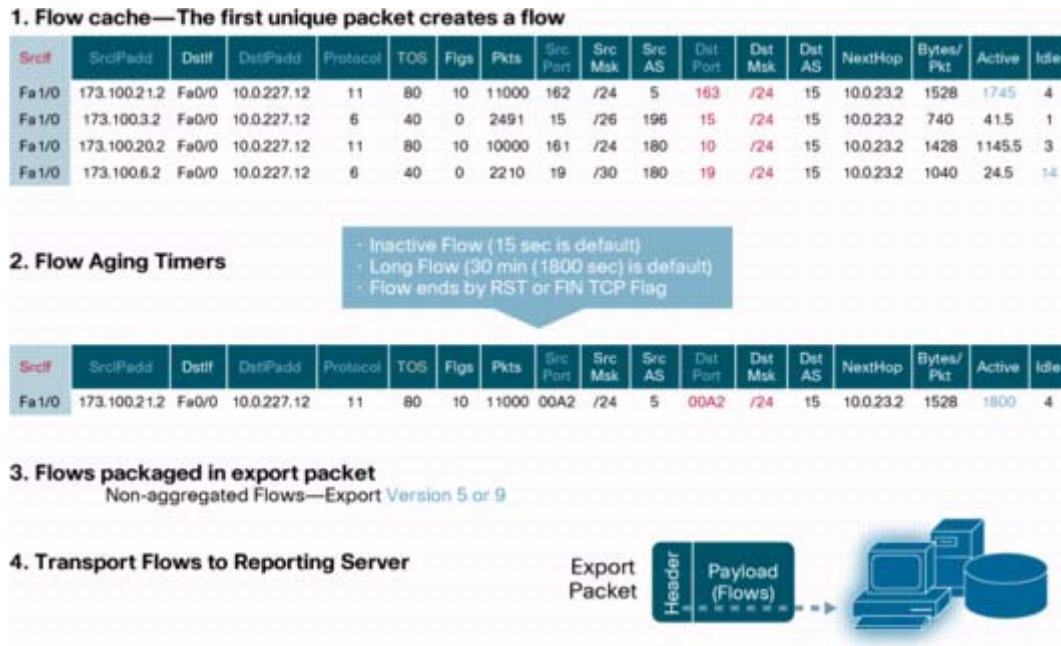 1. Flow cache—The first unique packet creates a flow
SrcIf SrcIPadd DstIf DstIPadd Protocol TOS Flgs Pkts Src Port Src Msk Src AS Dst Port Dst Msk Dst AS NextHop Bytes/Pkt Active Idle
Fa1/0 173.100.21.2 Fa0/0 10.0.227.12 11 80 10 11000 162 /24 5 163 /24 15 10.0.23.2 1528 1745 4
Fa1/0 173.100.3.2 Fa0/0 10.0.227.12 6 40 0 2491 15 /26 196 15 /24 15 10.0.23.2 740 41.5 1
Fa1/0 173.100.20.2 Fa0/0 10.0.227.12 11 80 10 10000 161 /24 180 10 /24 15 10.0.23.2 1428 1145.5 3
Fa1/0 173.100.6.2 Fa0/0 10.0.227.12 6 40 0 2210 19 /30 180 19 /24 15 10.0.23.2 1040 24.5 14
2. Flow Aging Timers
· Inactive Flow (15 sec is default)
· Long Flow (30 min (1800 sec) is default)
· Flow ends by RST or FIN TCP Flag
SrcIf SrcIPadd DstIf DstIPadd Protocol TOS Flgs Pkts Src Port Src Msk Src AS Dst Port Dst Msk Dst AS NextHop Bytes/Pkt Active Idle
Fa1/0 173.100.21.2 Fa0/0 10.0.227.12 11 80 10 11000 00A2 /24 5 00A2 /24 15 10.0.23.2 1528 1800 4
3. Flows packaged in export packet
Non-aggregated Flows—Export Version 5 or 9
4. Transport Flows to Reporting Server
Export
Packet
Header
Payload
(Flows)